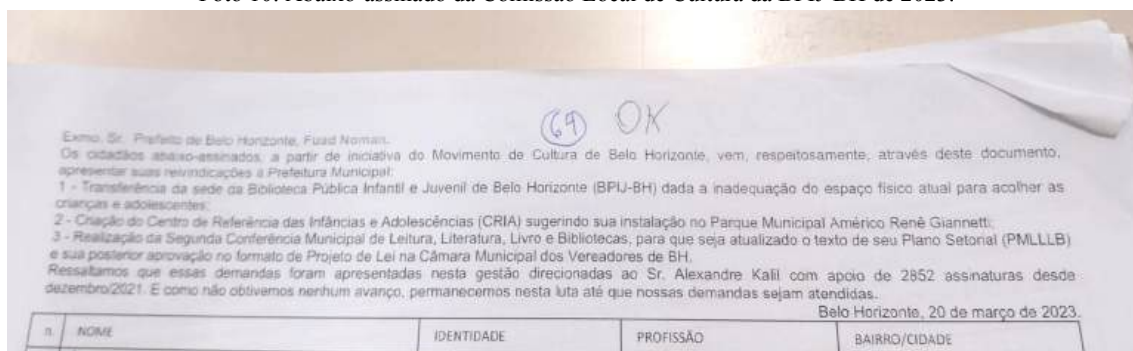 Foto 10: Abaixo-assinado da Comissão Local de Cultura da BPIJ-BH de 2023.
69 OK
Exmo. Sr. Prefeito de Belo Horizonte, Fuad Noman.
Os cidadãos abaixo-assinados, a partir de iniciativa do Movimento de Cultura de Belo Horizonte, vem, respeitosamente, através deste documento,
apresentar suas reivindicações a Prefeitura Municipal:
1 - Transferência da sede da Biblioteca Pública Infantil e Juvenil de Belo Horizonte (BPIJ-BH) dada a inadequação do espaço físico atual para acolher as
crianças e adolescentes;
2 - Criação do Centro de Referência das Infâncias e Adolescências (CRIA) sugerindo sua instalação no Parque Municipal Américo Renê Giannetti;
3 - Realização da Segunda Conferência Municipal de Leitura, Literatura, Livro e Bibliotecas, para que seja atualizado o texto de seu Plano Setorial (PMLLLB)
e sua posterior aprovação no formato de Projeto de Lei na Câmara Municipal dos Vereadores de BH.
Ressaltamos que essas demandas foram apresentadas nesta gestão direcionadas ao Sr. Alexandre Kalil com apoio de 2852 assinaturas desde
dezembro/2021. E como não obtivemos nenhum avanço, permanecemos nesta luta até que nossas demandas sejam atendidas.
Belo Horizonte, 20 de março de 2023.
n. NOME IDENTIDADE PROFISSÃO BAIRRO/CIDADE